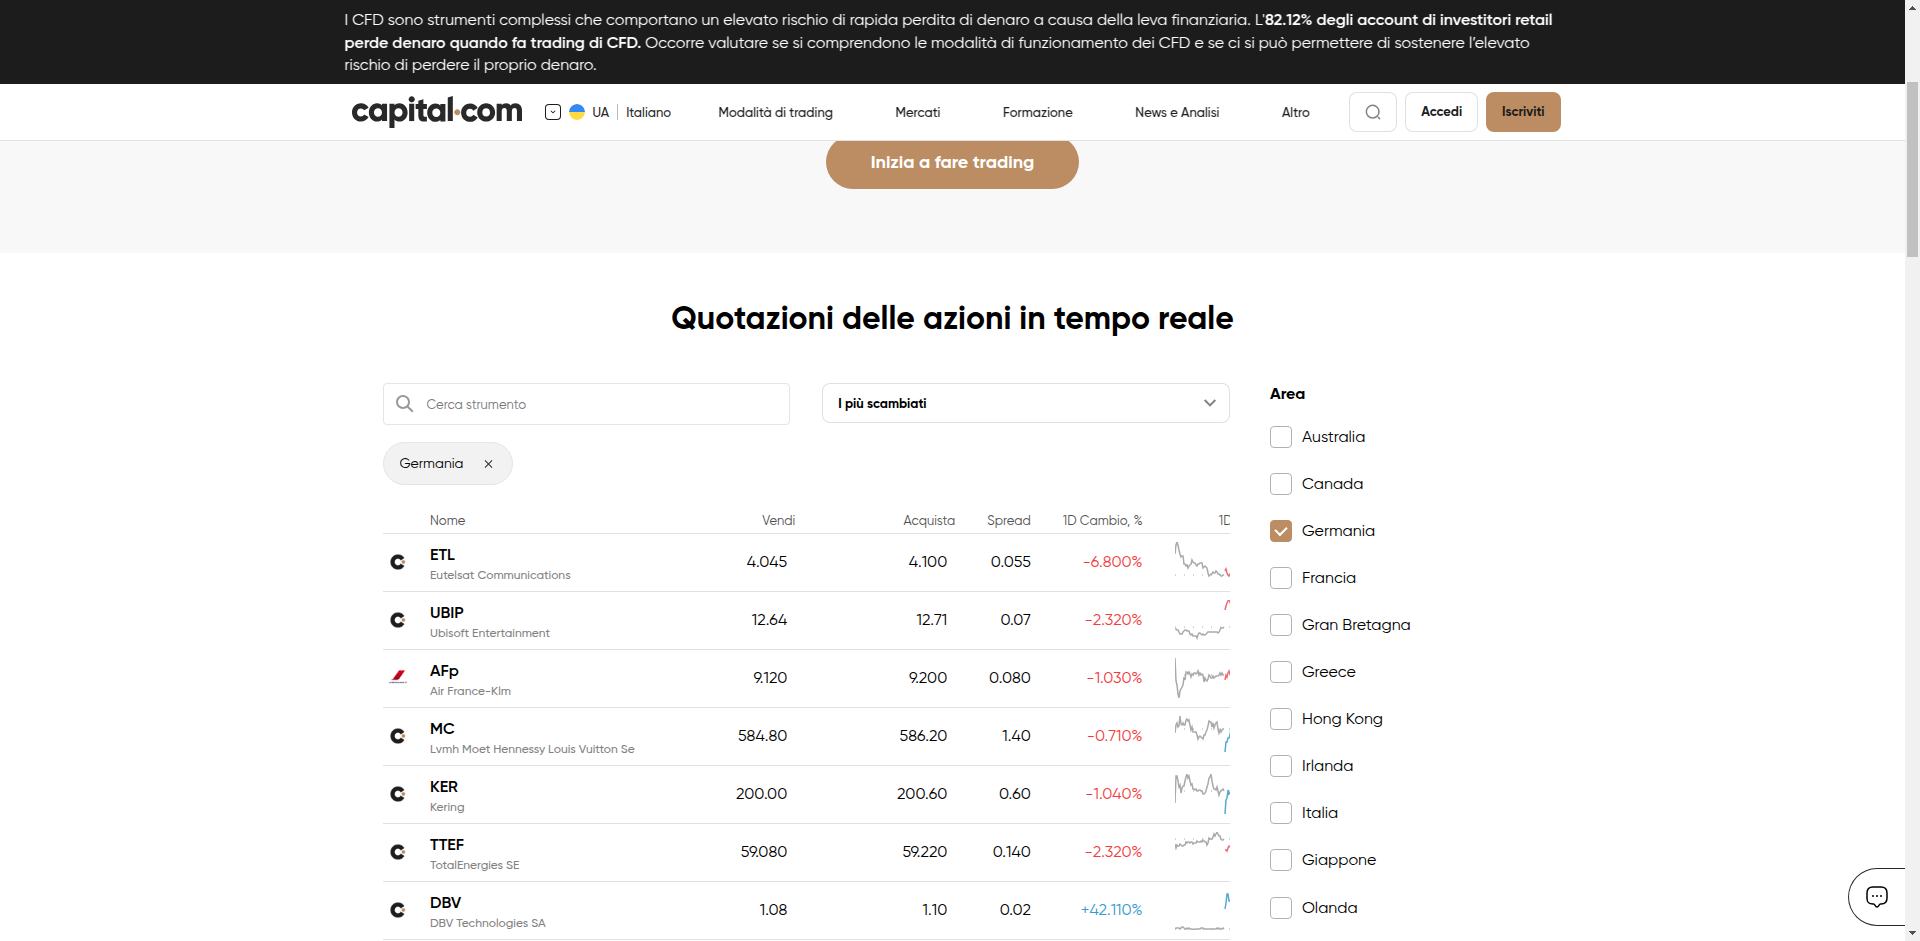 I CFD sono strumenti complessi che comportano un elevato rischio di rapida perdita di denaro a causa della leva finanziaria. L'82.12% degli account di investitori retail
perde denaro quando fa trading di CFD. Occorre valutare se si comprendono le modalità di funzionamento dei CFD e se ci si può permettere di sostenere l'elevato
rischio di perdere il proprio denaro.
capital.com UA Italiano Modalità di trading Mercati Formazione News e Analisi Altro Accedi Iscriviti
Inizia a fare trading
Quotazioni delle azioni in tempo reale
Cerca strumento
I più scambiati
Germania
Nome Vendi Acquista Spread 1D Cambio, % 1D
ETL 4.045 4.100 0.055 -6.800%
Eutelsat Communications
UBIP 12.64 12.71 0.07 -2.320%
Ubisoft Entertainment
AFp 9.120 9.200 0.080 -1.030%
Air France-Klm
MC 584.80 586.20 1.40 -0.710%
Lvmh Moet Hennessy Louis Vuitton Se
KER 200.00 200.60 0.60 -1.040%
Kering
TTEF 59.080 59.220 0.140 -2.320%
TotalEnergies SE
DBV 1.08 1.10 0.02 +42.110%
DBV Technologies SA
Area
Australia
Canada
Germania
Francia
Gran Bretagna
Greece
Hong Kong
Irlanda
Italia
Giappone
Olanda